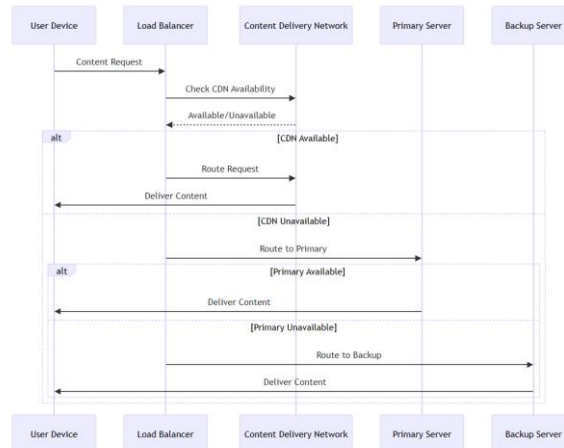 User Device Load Balancer Content Delivery Network Primary Server Backup Server
Content Request
Check CDN Availability
Available/Unavailable
alt [CDN Available]
Route Request
Deliver Content
[CDN Unavailable]
Route to Primary
alt [Primary Available]
Deliver Content
[Primary Unavailable]
Route to Backup
Deliver Content
User Device Load Balancer Content Delivery Network Primary Server Backup Server